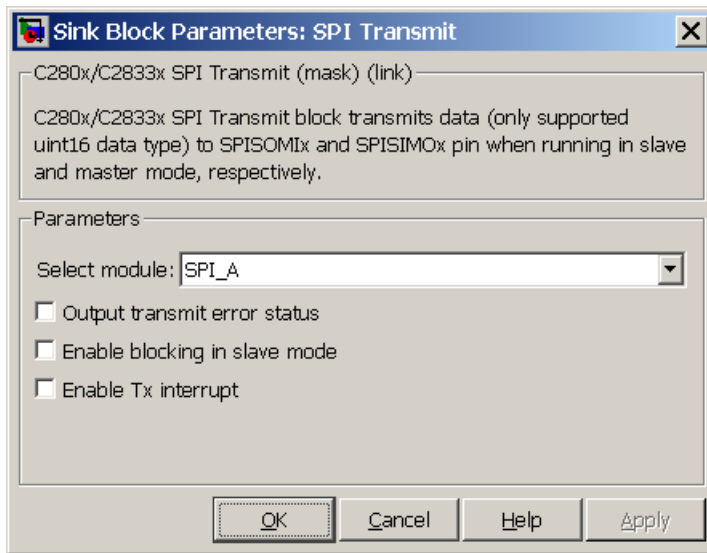 Sink Block Parameters: SPI Transmit
C280x/C2833x SPI Transmit (mask) (link)
C280x/C2833x SPI Transmit block transmits data (only supported
uint16 data type) to SPISOMIx and SPISIMOx pin when running in slave
and master mode, respectively.
Parameters
Select module: SPI_A
Output transmit error status
Enable blocking in slave mode
Enable Tx interrupt
OK Cancel Help Apply